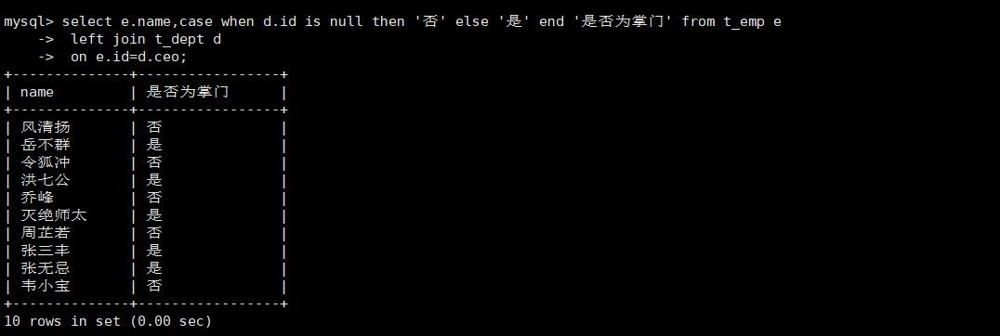 mysql> select e.name,case when d.id is null then '否' else '是' end '是否为掌门' from t_emp e
    ->  left join t_dept d
    ->  on e.id=d.ceo;
+--------------+-----------------+
| name         | 是否为掌门      |
+--------------+-----------------+
| 风清扬       | 否              |
| 岳不群       | 是              |
| 令狐冲       | 否              |
| 洪七公       | 是              |
| 乔峰         | 否              |
| 灭绝师太     | 是              |
| 周芷若       | 否              |
| 张三丰       | 是              |
| 张无忌       | 是              |
| 韦小宝       | 否              |
+--------------+-----------------+
10 rows in set (0.00 sec)